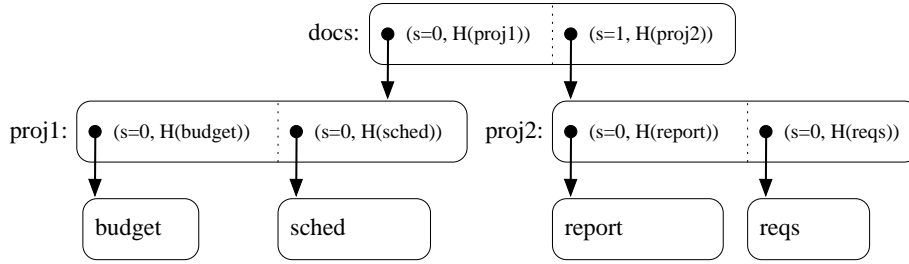 docs: (s=0, H(proj1)) (s=1, H(proj2))
proj1: (s=0, H(budget)) (s=0, H(sched)) proj2: (s=0, H(report)) (s=0, H(reqs))
budget sched report reqs